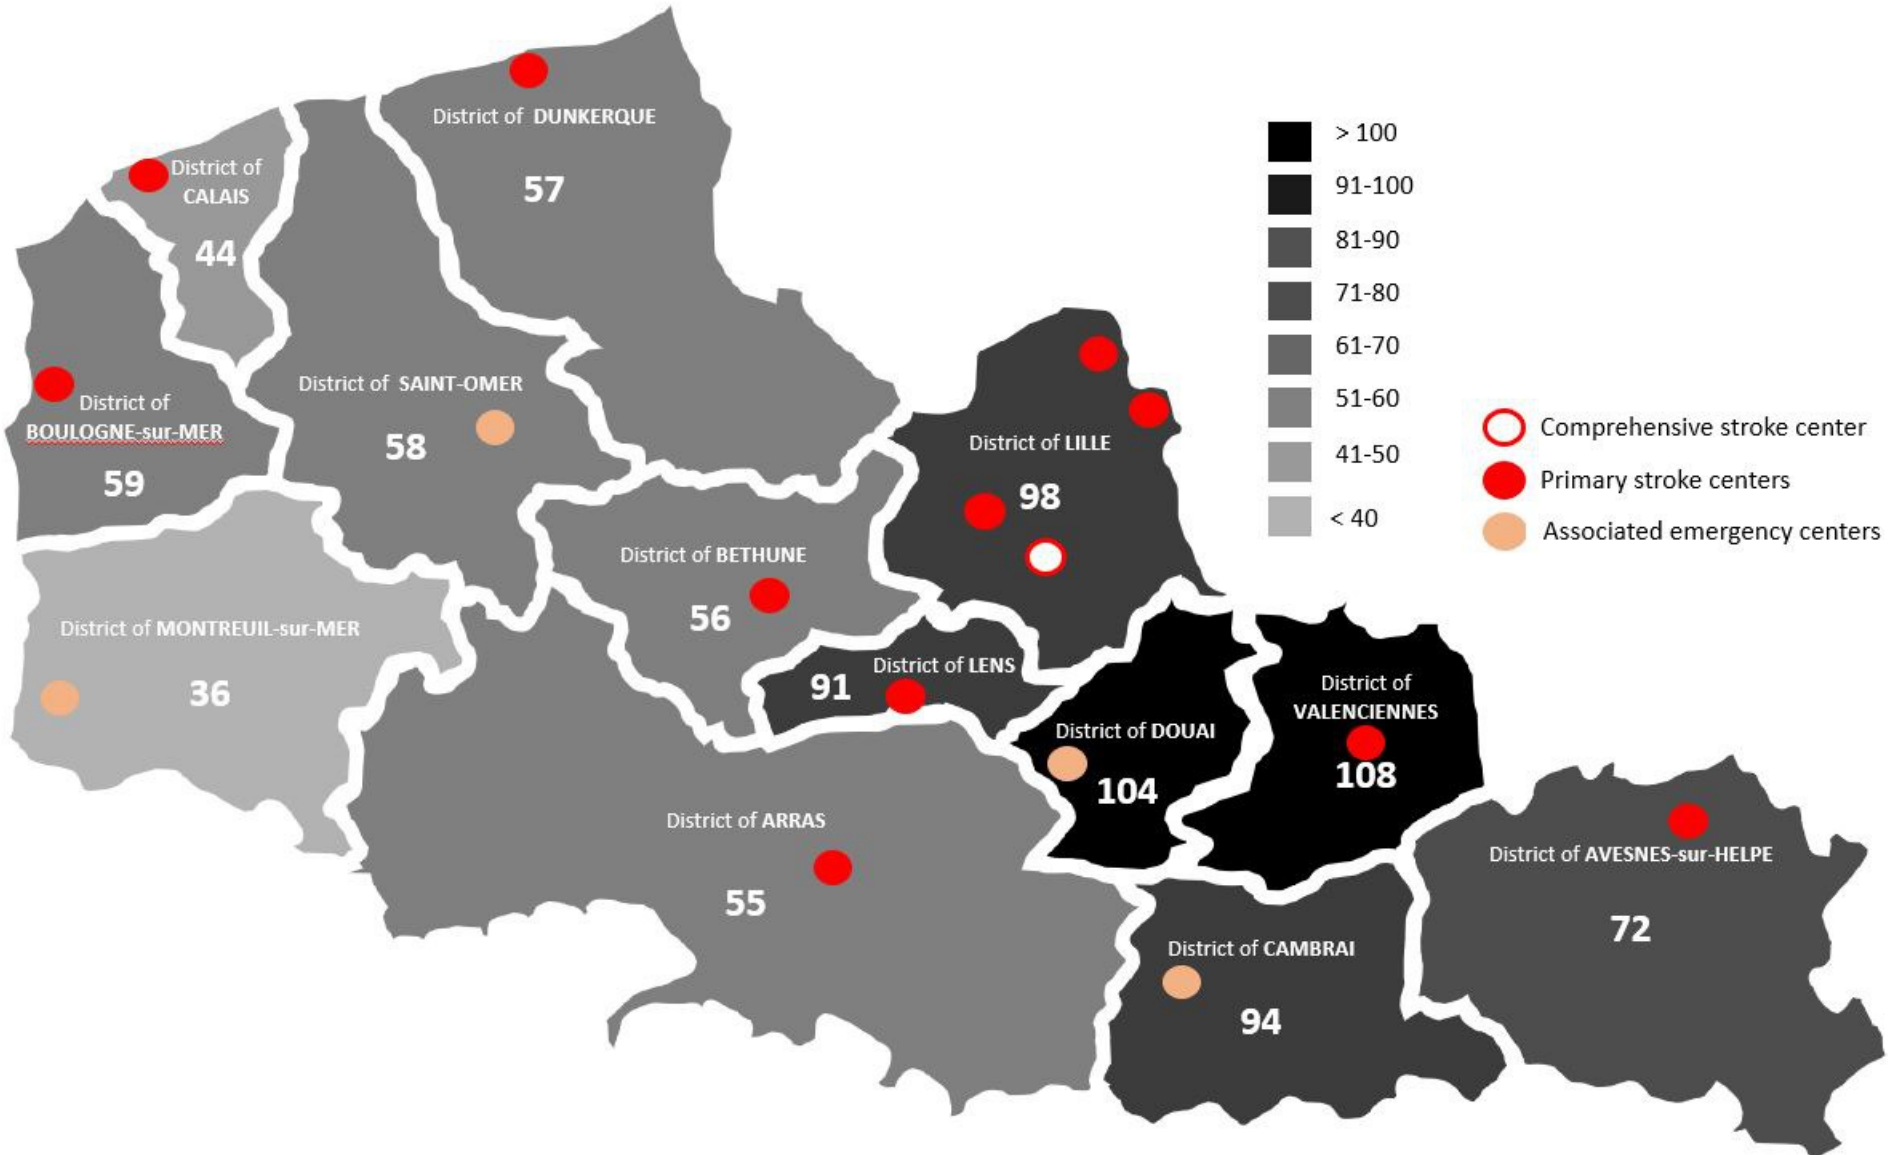 District of DUNKERQUE
57
District of
CALAIS
44
District of
BOULOGNE-sur-MER
59
District of SAINT-OMER
58
District of LILLE
98
District of BETHUNE
56
District of MONTREUIL-sur-MER
36
District of LENS
91
District of DOUAI
104
District of
VALENCIENNES
108
District of ARRAS
55
District of AVESNES-sur-HELPE
72
District of CAMBRAI
94
> 100
91-100
81-90
71-80
61-70
51-60
41-50
< 40
Comprehensive stroke center
Primary stroke centers
Associated emergency centers